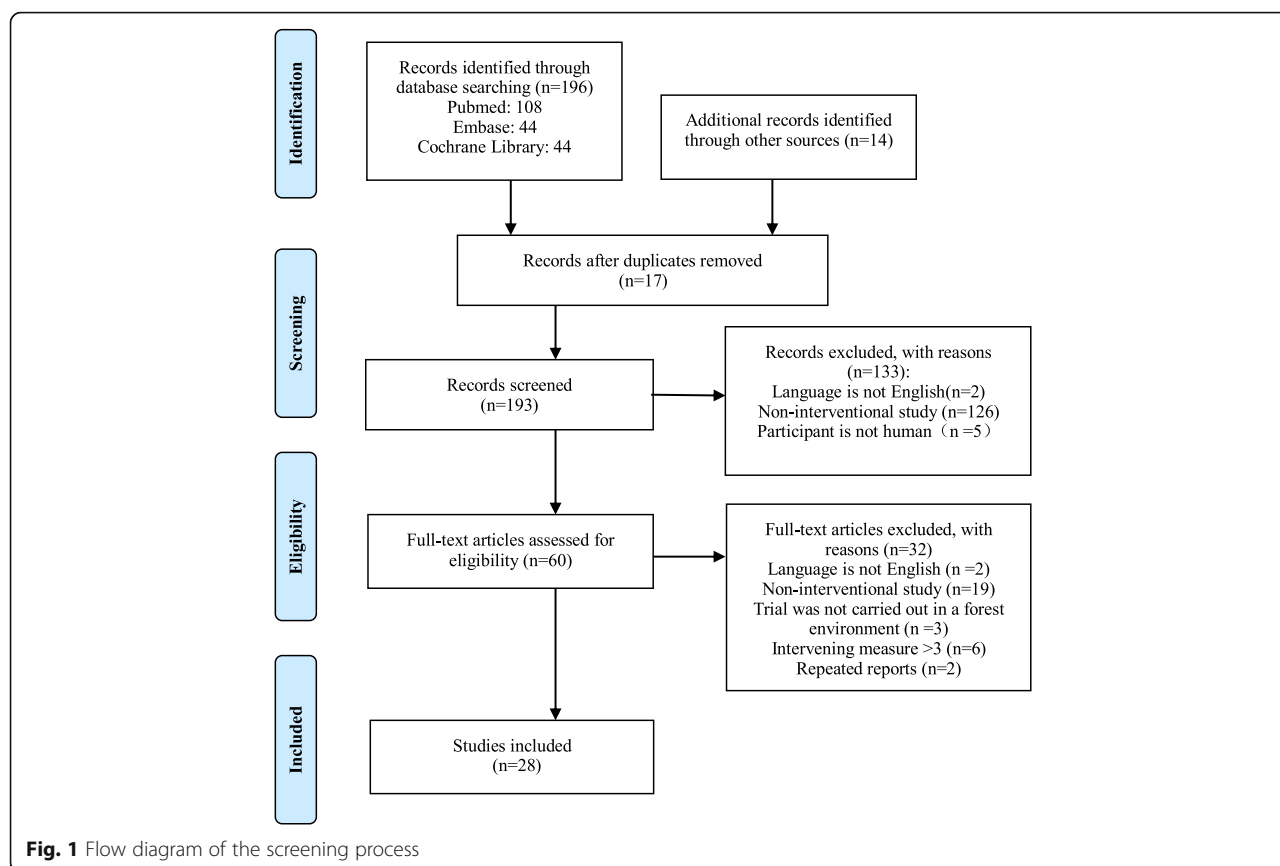 Identification
Records identified through
database searching (n=196)
Pubmed: 108
Embase: 44
Cochrane Library: 44
Additional records identified
through other sources (n=14)
Records after duplicates removed
(n=17)
Screening
Records screened
(n=193)
Records excluded, with reasons
(n=133):
Language is not English(n=2)
Non-interventional study (n=126)
Participant is not human（n =5）
Eligibility
Full-text articles assessed for
eligibility (n=60)
Full-text articles excluded, with
reasons (n=32)
Language is not English (n =2)
Non-interventional study (n=19)
Trial was not carried out in a forest
environment (n =3)
Intervening measure >3 (n=6)
Repeated reports (n=2)
Included
Studies included
(n=28)
Fig. 1 Flow diagram of the screening process